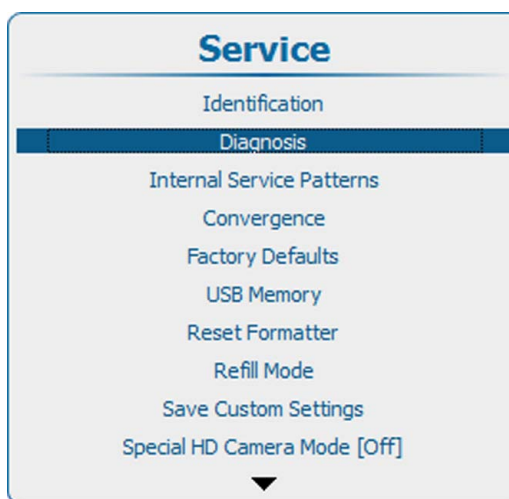 Service
Identification
Diagnosis
Internal Service Patterns
Convergence
Factory Defaults
USB Memory
Reset Formatter
Refill Mode
Save Custom Settings
Special HD Camera Mode [Off]